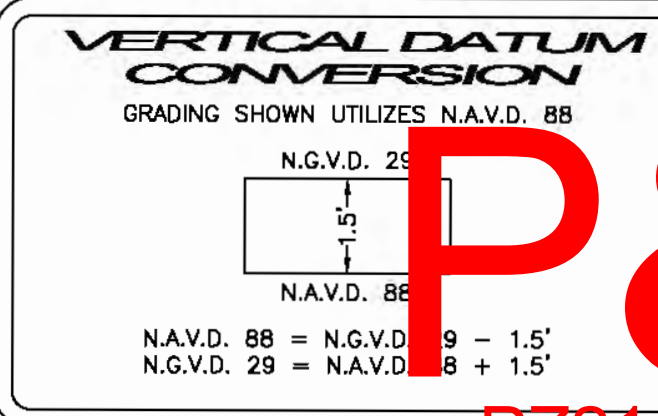 VERTICAL DATUM
CONVERSION
GRADING SHOWN UTILIZES N.A.V.D. 88
N.G.V.D. 29
1.5'
N.A.V.D. 88
N.A.V.D. 88 = N.G.V.D. 29 - 1.5'
N.G.V.D. 29 = N.A.V.D. 88 + 1.5'